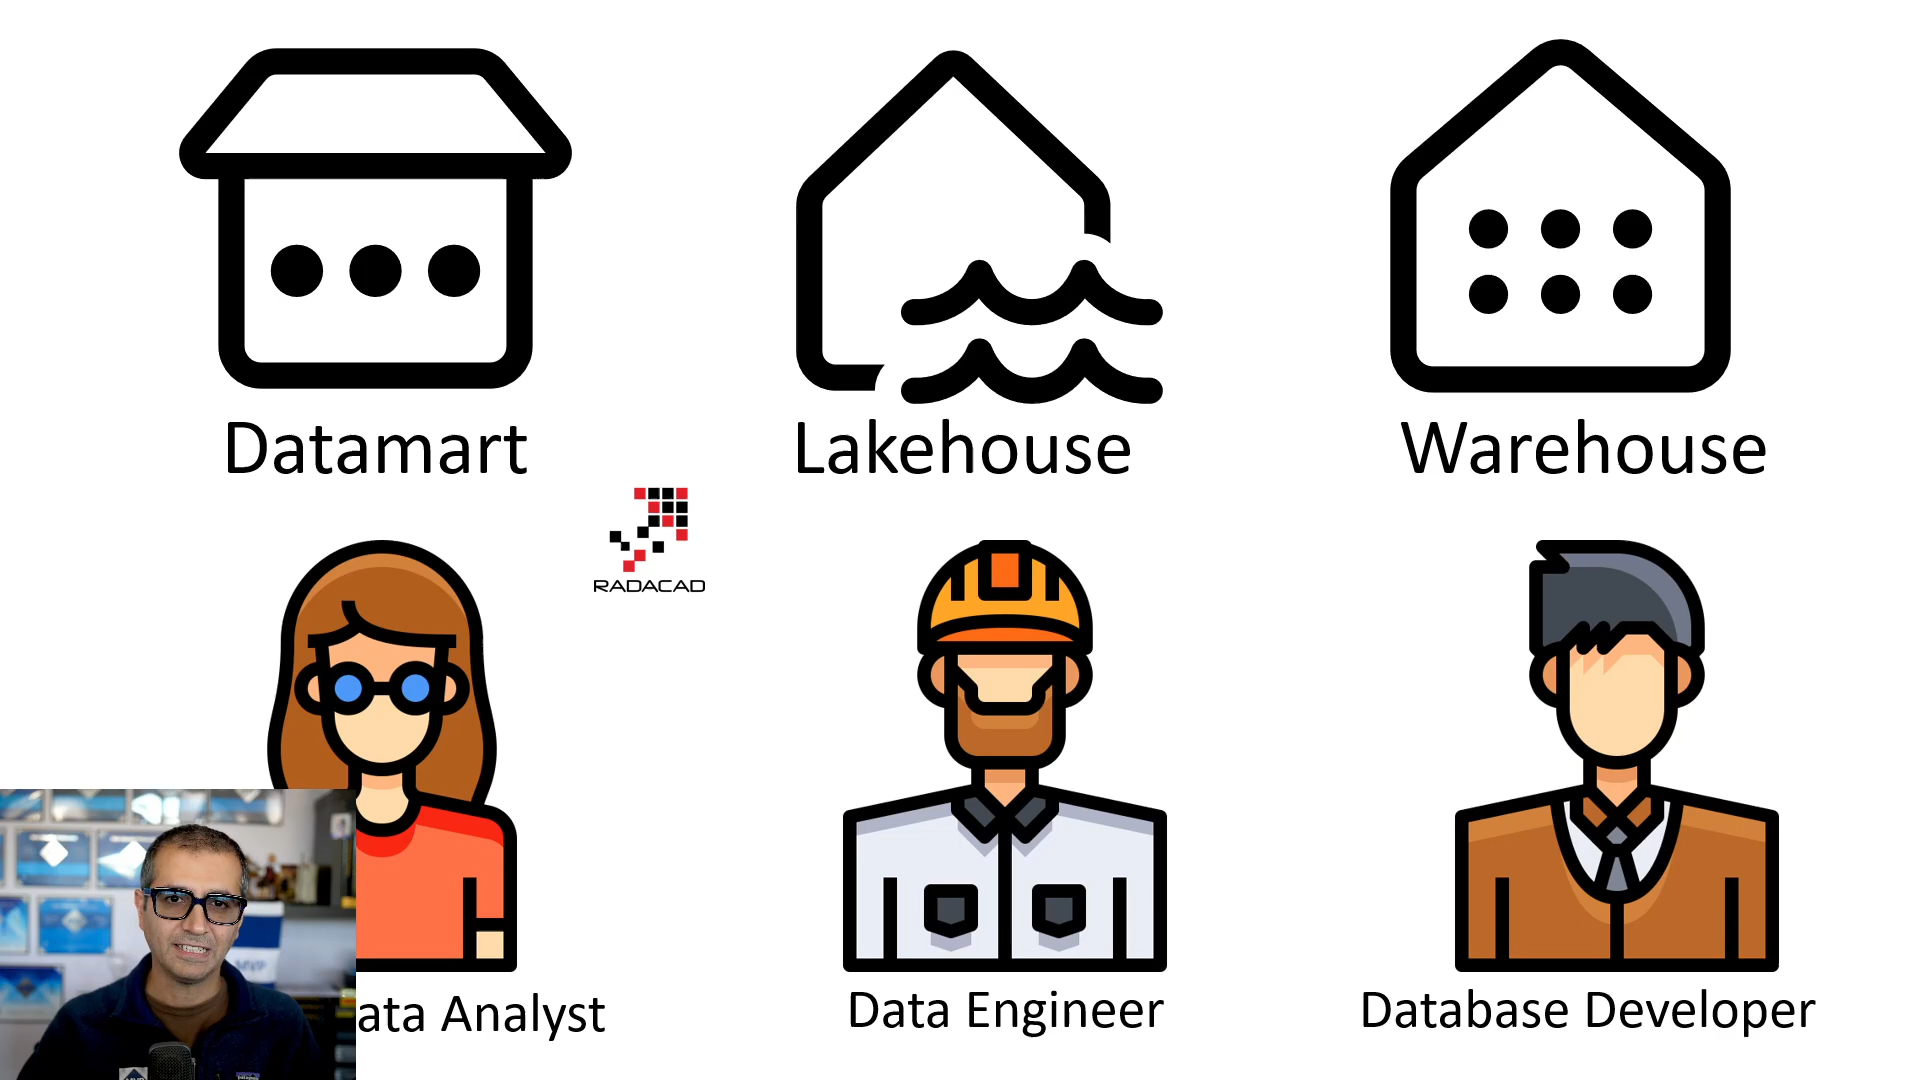 Datamart
Lakehouse
Warehouse
RADACAD
ata Analyst
Data Engineer
Database Developer